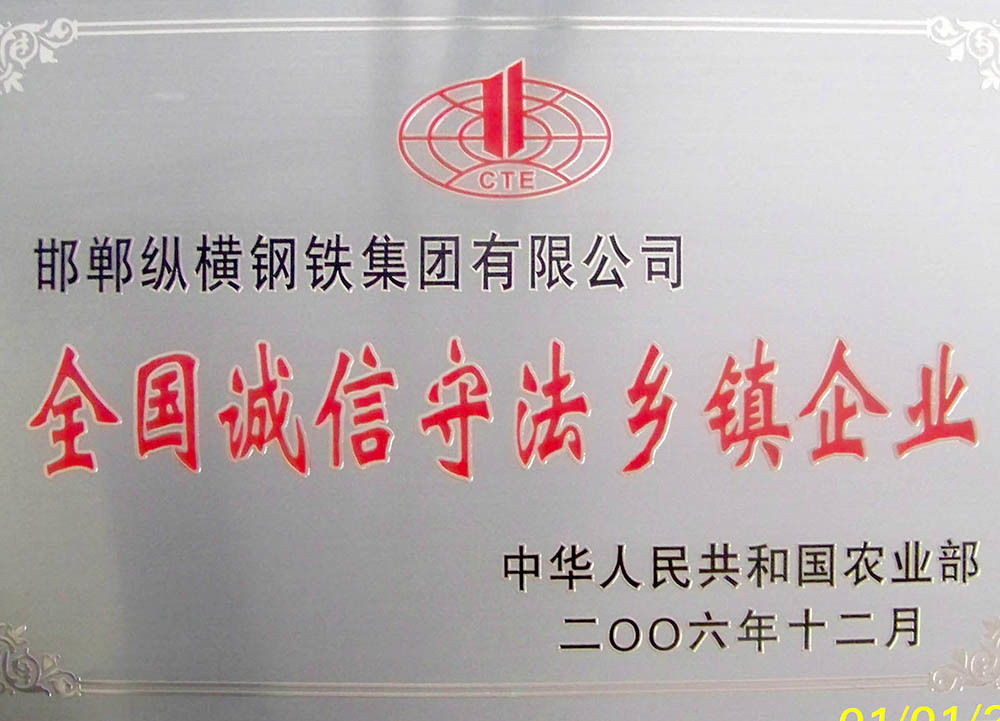 CTE
邯郸纵横钢铁集团有限公司
全国诚信守法乡镇企业
中华人民共和国农业部
二〇〇六年十二月